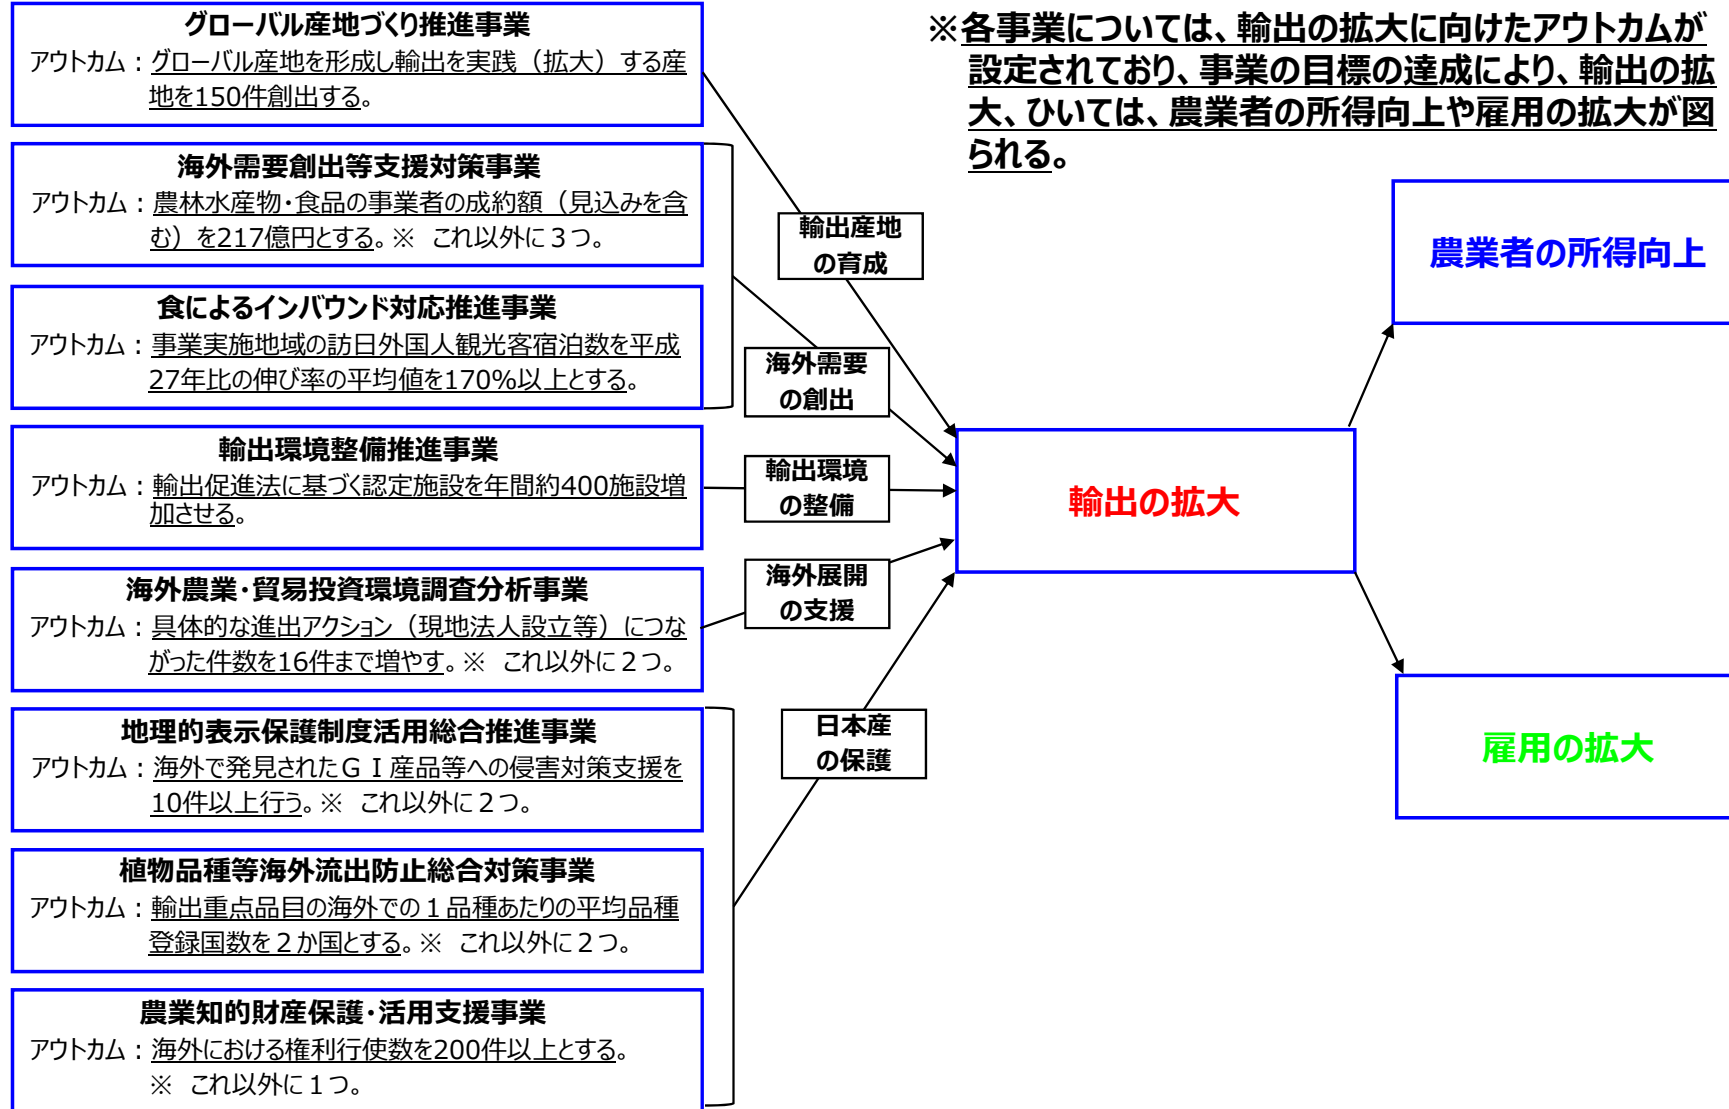 グローバル産地づくり推進事業
アウトカム：グローバル産地を形成し輸出を実践（拡大）する産
地を150件創出する。
海外需要創出等支援対策事業
アウトカム：農林水産物・食品の事業者の成約額（見込みを含
む）を217億円とする。※ これ以外に３つ。
食によるインバウンド対応推進事業
アウトカム：事業実施地域の訪日外国人観光客宿泊数を平成
27年比の伸び率の平均値を170%以上とする。
輸出環境整備推進事業
アウトカム：輸出促進法に基づく認定施設を年間約400施設増
加させる。
海外農業・貿易投資環境調査分析事業
アウトカム：具体的な進出アクション（現地法人設立等）につな
がった件数を16件まで増やす。※ これ以外に２つ。
地理的表示保護制度活用総合推進事業
アウトカム：海外で発見されたＧＩ産品等への侵害対策支援を
10件以上行う。※ これ以外に２つ。
植物品種等海外流出防止総合対策事業
アウトカム：輸出重点品目の海外での１品種あたりの平均品種
登録国数を２か国とする。※ これ以外に２つ。
農業知的財産保護・活用支援事業
アウトカム：海外における権利行使数を200件以上とする。
※ これ以外に１つ。
輸出産地
の育成
海外需要
の創出
輸出環境
の整備
海外展開
の支援
日本産
の保護
※各事業については、輸出の拡大に向けたアウトカムが
設定されており、事業の目標の達成により、輸出の拡
大、ひいては、農業者の所得向上や雇用の拡大が図
られる。
輸出の拡大
農業者の所得向上
雇用の拡大